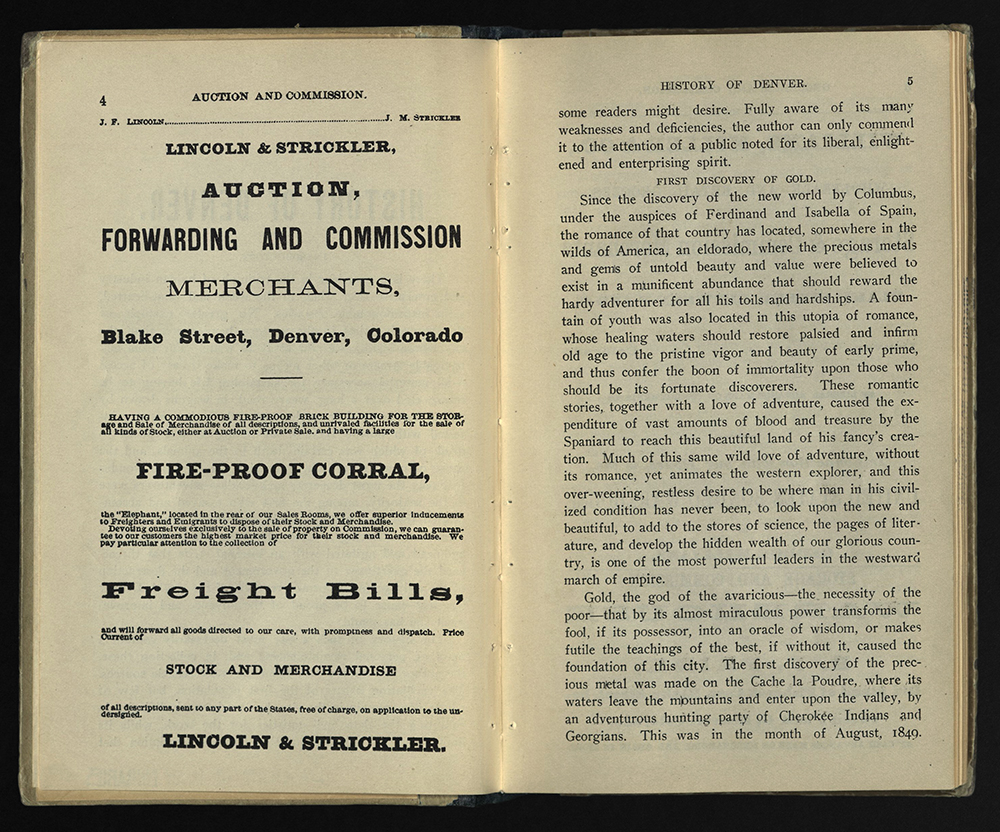 4
AUCTION AND COMMISSION.
J. F. LINCOLN,................................................................J. M. STRICKLER
LINCOLN & STRICKLER,
AUCTION,
FORWARDING AND COMMISSION
MERCHANTS,
Blake Street, Denver, Colorado
HAVING A COMMODIOUS FIRE-PROOF BRICK BUILDING FOR THE STOR-
age and Sale of Merchandise of all descriptions, and unrivaled facilities for the sale of
all kinds of Stock, either at Auction or Private Sale. and having a large
FIRE-PROOF CORRAL,
the "Elephant," located in the rear of our Sales Rooms, we offer superior inducements
to Freighters and Emigrants to dispose of their Stock and Merchandise.
Devoting ourselves exclusively to the sale of property on Commission, we can guaran-
tee to our customers the highest market price for their stock and merchandise. We
pay particular attention to the collection of
Freight Bills,
and will forward all goods directed to our care, with promptness and dispatch. Price
Current of
STOCK AND MERCHANDISE
of all descriptions, sent to any part of the States, free of charge, on application to the un-
dersigned.
LINCOLN & STRICKLER.
HISTORY OF DENVER. 5
some readers might desire. Fully aware of its many
weaknesses and deficiencies, the author can only commend
it to the attention of a public noted for its liberal, enlight-
ened and enterprising spirit.
FIRST DISCOVERY OF GOLD.
Since the discovery of the new world by Columbus,
under the auspices of Ferdinand and Isabella of Spain,
the romance of that country has located, somewhere in the
wilds of America, an eldorado, where the precious metals
and gems of untold beauty and value were believed to
exist in a munificent abundance that should reward the
hardy adventurer for all his toils and hardships. A foun-
tain of youth was also located in this utopia of romance,
whose healing waters should restore palsied and infirm
old age to the pristine vigor and beauty of early prime,
and thus confer the boon of immortality upon those who
should be its fortunate discoverers. These romantic
stories, together with a love of adventure, caused the ex-
penditure of vast amounts of blood and treasure by the
Spaniard to reach this beautiful land of his fancy's crea-
tion. Much of this same wild love of adventure, without
its romance, yet animates the western explorer, and this
over-weening, restless desire to be where man in his civil-
ized condition has never been, to look upon the new and
beautiful, to add to the stores of science, the pages of liter-
ature, and develop the hidden wealth of our glorious coun-
try, is one of the most powerful leaders in the westward
march of empire.
Gold, the god of the avaricious—the necessity of the
poor—that by its almost miraculous power transforms the
fool, if its possessor, into an oracle of wisdom, or makes
futile the teachings of the best, if without it, caused the
foundation of this city. The first discovery of the prec-
ious metal was made on the Cache la Poudre, where its
waters leave the mountains and enter upon the valley, by
an adventurous hunting party of Cherokee Indians and
Georgians. This was in the month of August, 1849.